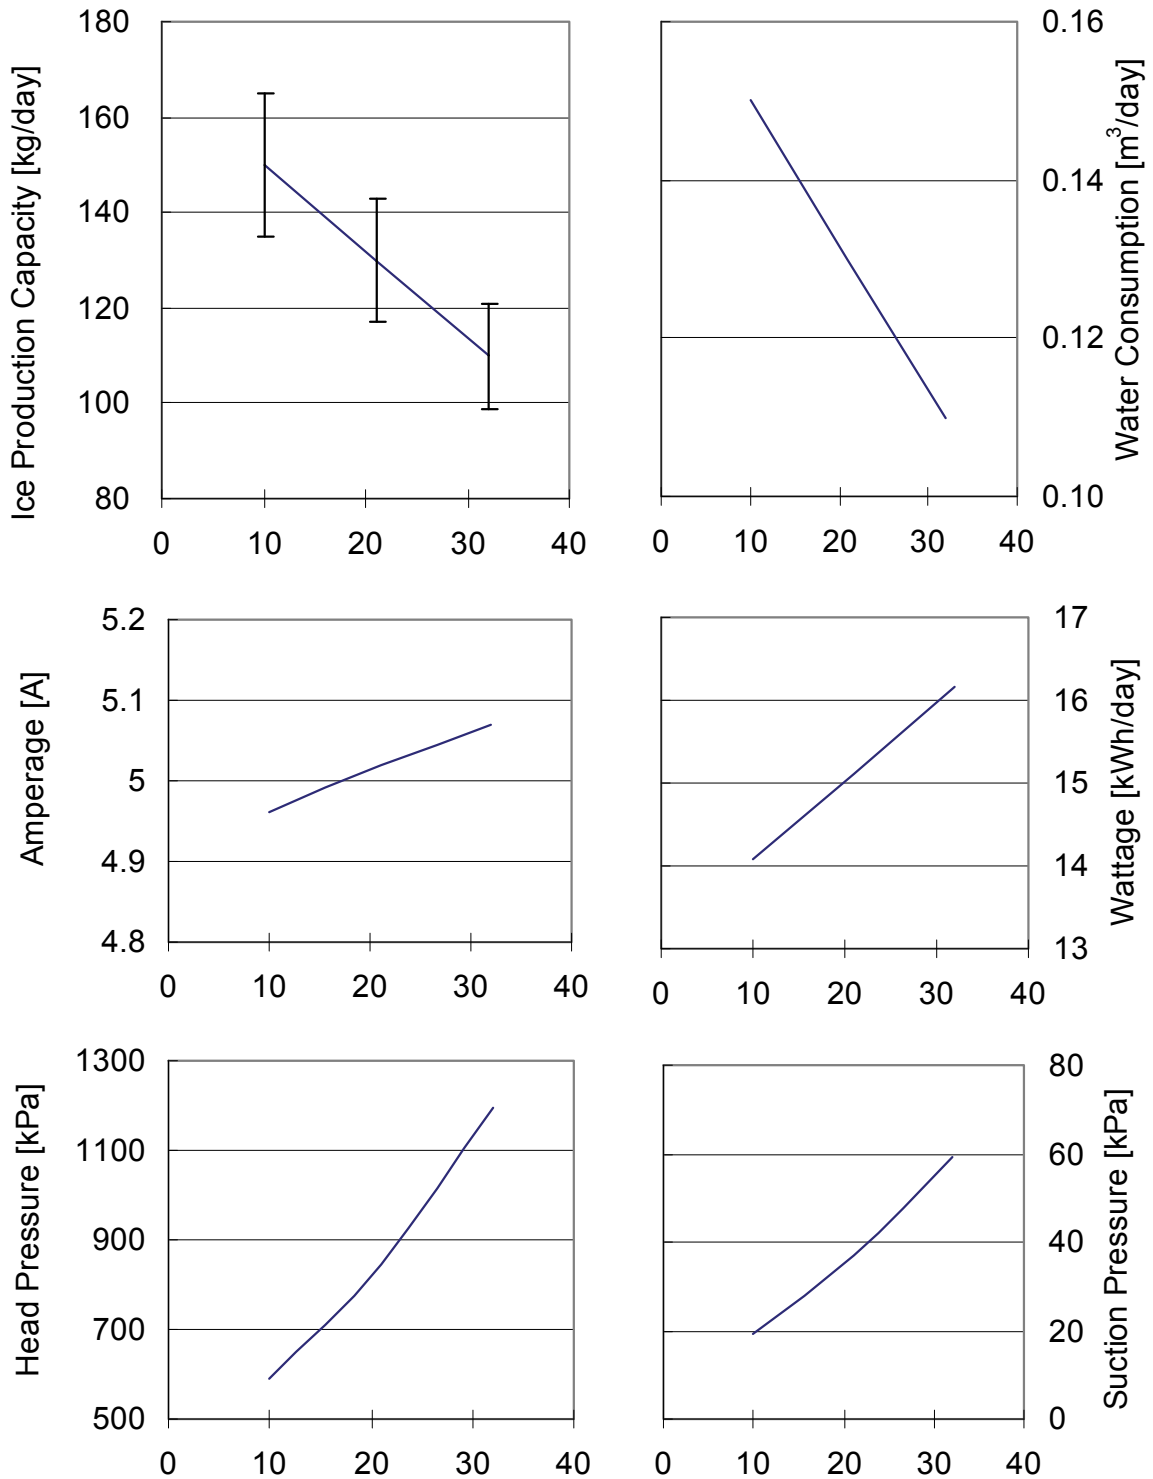 Ice Production Capacity [kg/day]
180
160
140
120
100
80
0 10 20 30 40
Water Consumption [m³/day]
0.16
0.14
0.12
0.10
0 10 20 30 40
Amperage [A]
5.2
5.1
5
4.9
4.8
0 10 20 30 40
Wattage [kWh/day]
17
16
15
14
13
0 10 20 30 40
Head Pressure [kPa]
1300
1100
900
700
500
0 10 20 30 40
Suction Pressure [kPa]
80
60
40
20
0
0 10 20 30 40